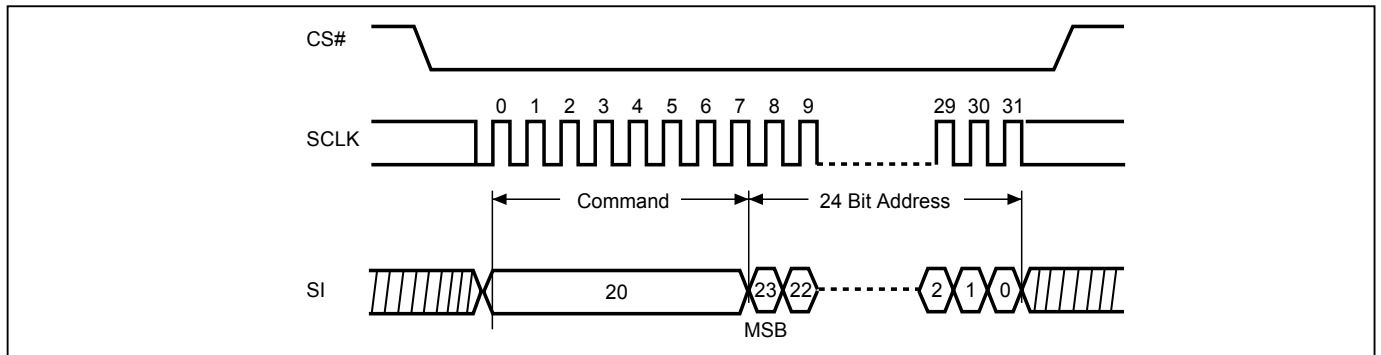 CS#
0 1 2 3 4 5 6 7 8 9 29 30 31
SCLK
Command 24 Bit Address
SI 20 23 22 2 1 0
MSB